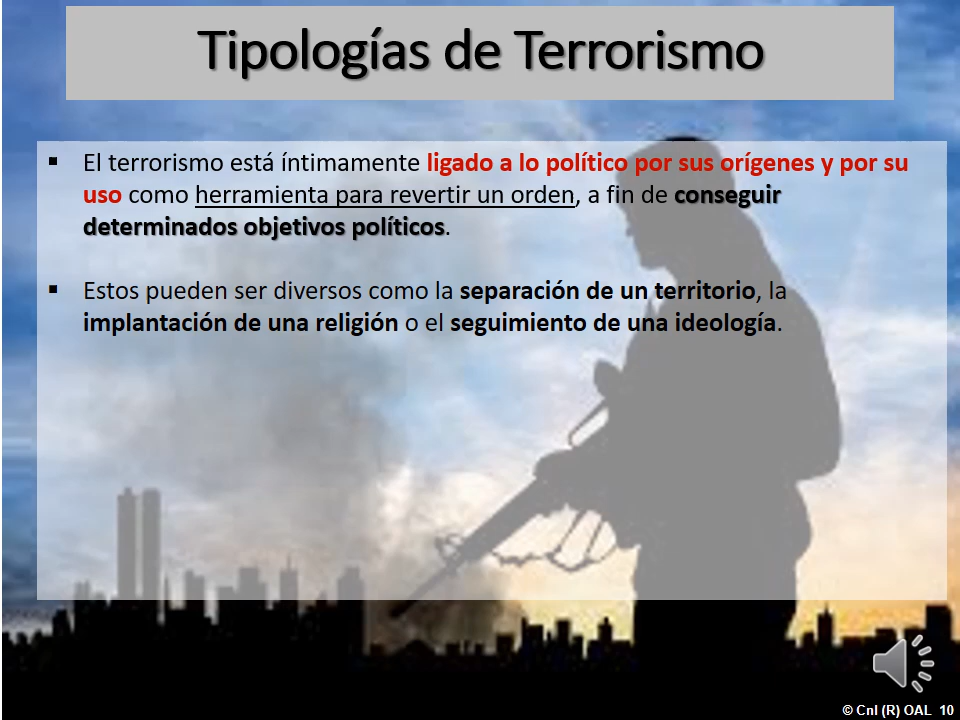 Tipologías de Terrorismo
▪ El terrorismo está íntimamente ligado a lo político por sus orígenes y por su
uso como herramienta para revertir un orden, a fin de conseguir
determinados objetivos políticos.
▪ Estos pueden ser diversos como la separación de un territorio, la
implantación de una religión o el seguimiento de una ideología.
© Cnl (R) OAL 10